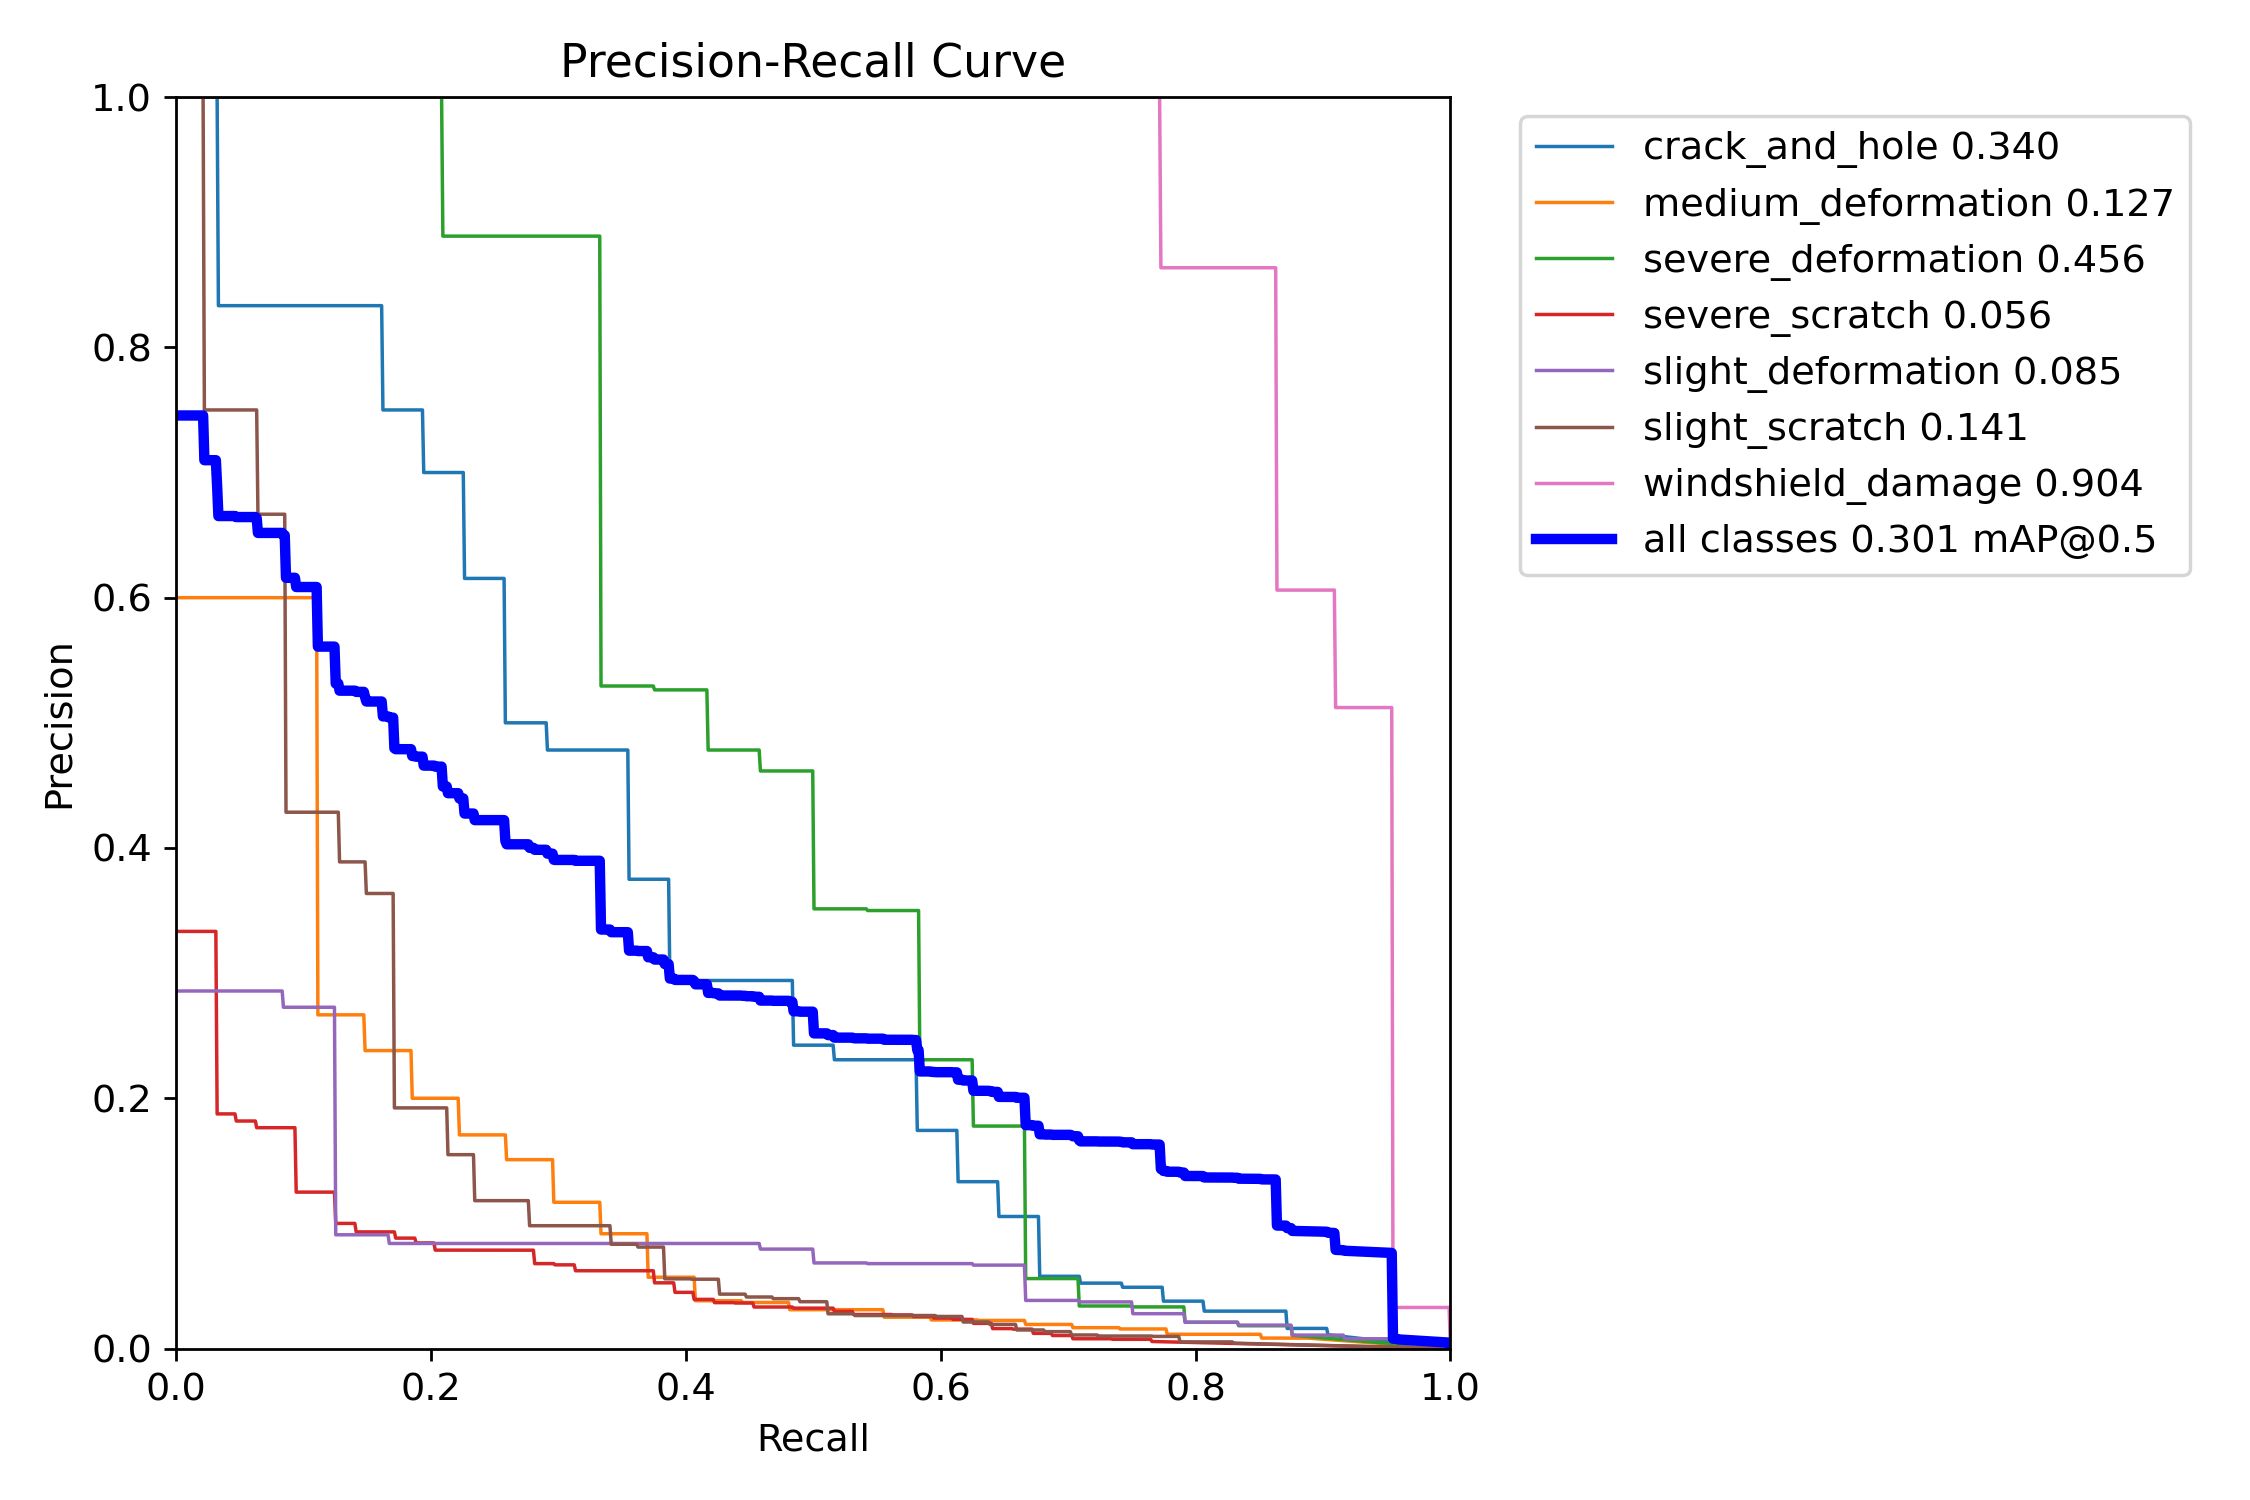 Precision-Recall Curve
1.0
0.8
0.6
0.4
0.2
0.0
Precision
0.0 0.2 0.4 0.6 0.8 1.0
Recall
crack_and_hole 0.340
medium_deformation 0.127
severe_deformation 0.456
severe_scratch 0.056
slight_deformation 0.085
slight_scratch 0.141
windshield_damage 0.904
all classes 0.301 mAP@0.5